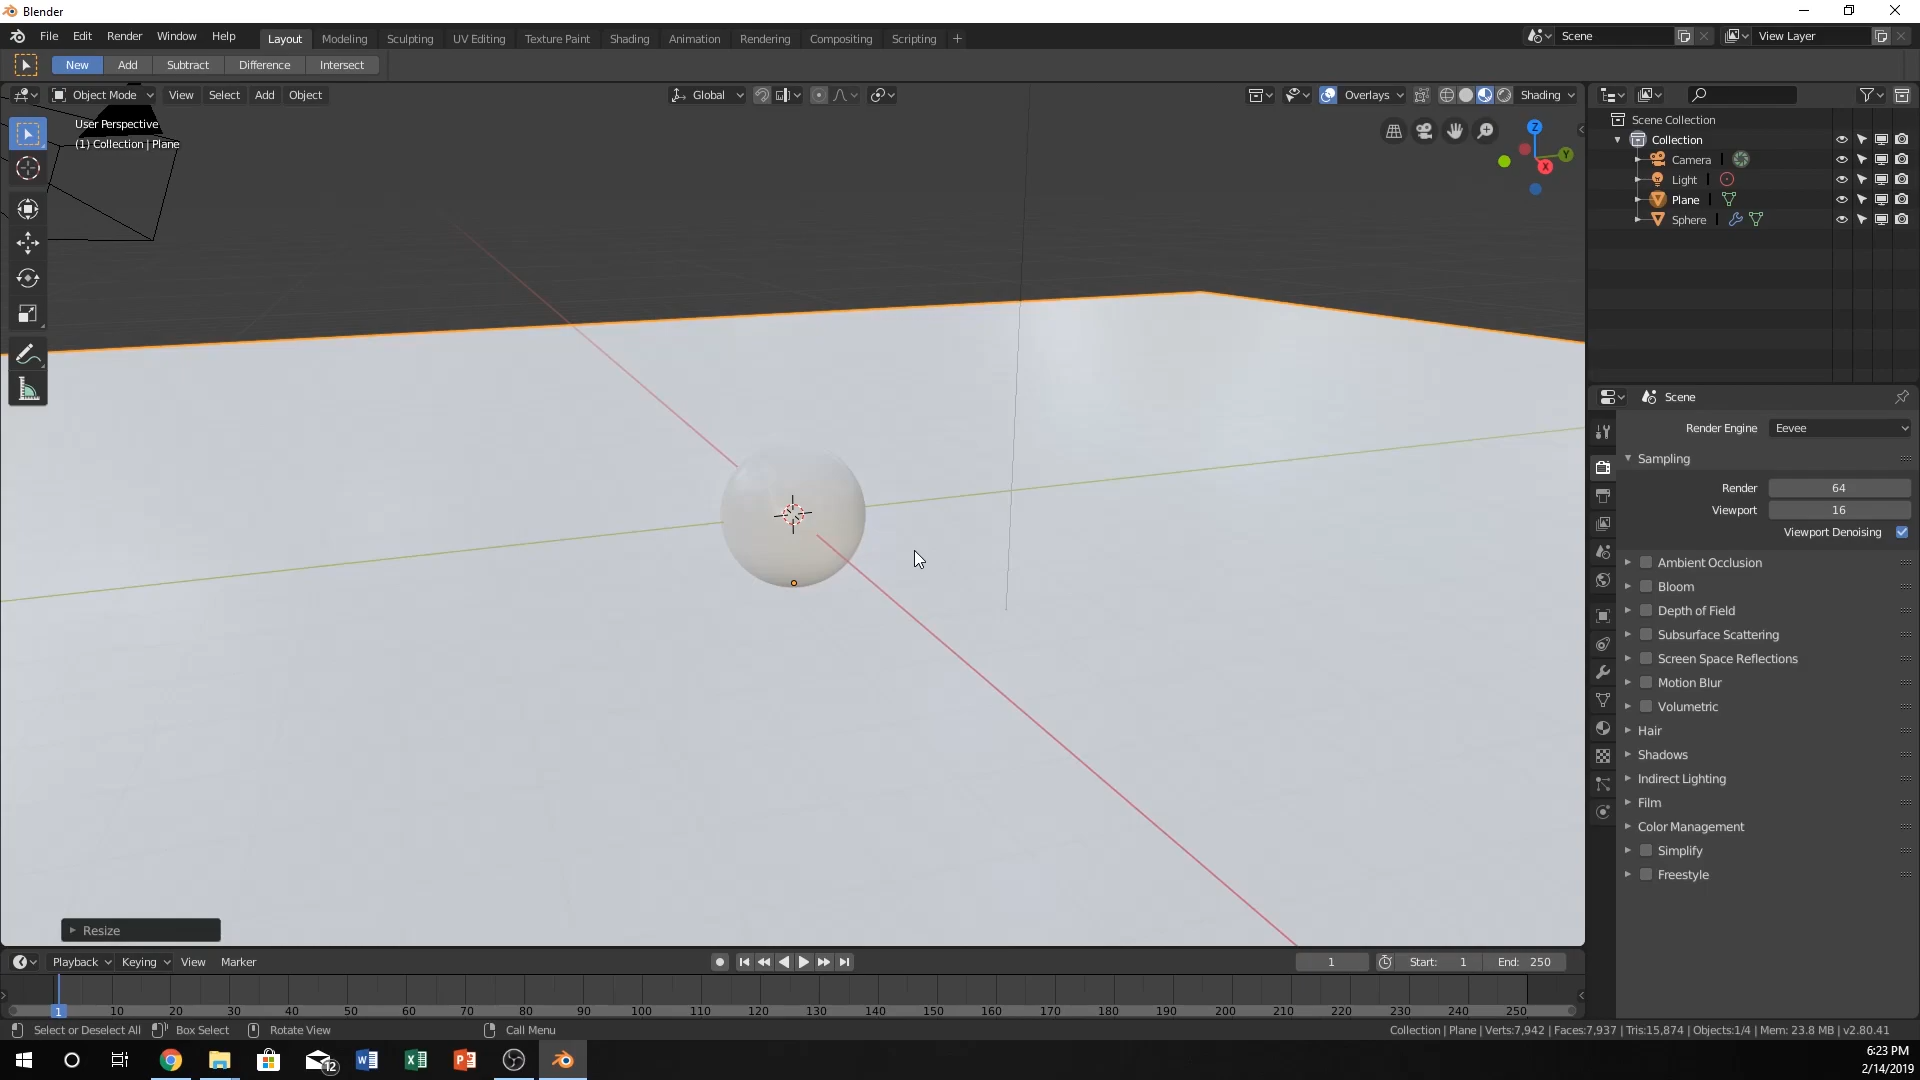 Blender
File Edit Render Window Help Layout Modeling Sculpting UV Editing Texture Paint Shading Animation Rendering Compositing Scripting + Scene View Layer
New Add Subtract Difference Intersect
Object Mode View Select Add Object Global Overlays Shading
User Perspective
(1) Collection | Plane
Z
Y
X
Scene Collection
Collection
Camera
Light
Plane
Sphere
Scene
Render Engine Eevee
Sampling
Render 64
Viewport 16
Viewport Denoising
Ambient Occlusion
Bloom
Depth of Field
Subsurface Scattering
Screen Space Reflections
Motion Blur
Volumetric
Hair
Shadows
Indirect Lighting
Film
Color Management
Simplify
Freestyle
Resize
Playback Keying View Marker 1 Start: 1 End: 250
1 10 20 30 40 50 60 70 80 90 100 110 120 130 140 150 160 170 180 190 200 210 220 230 240 250
Select or Deselect All Box Select Rotate View Call Menu Collection | Plane | Verts:7,942 | Faces:7,937 | Tris:15,874 | Objects:1/4 | Mem: 23.8 MB | v2.80.41
12
6:23 PM
2/14/2019